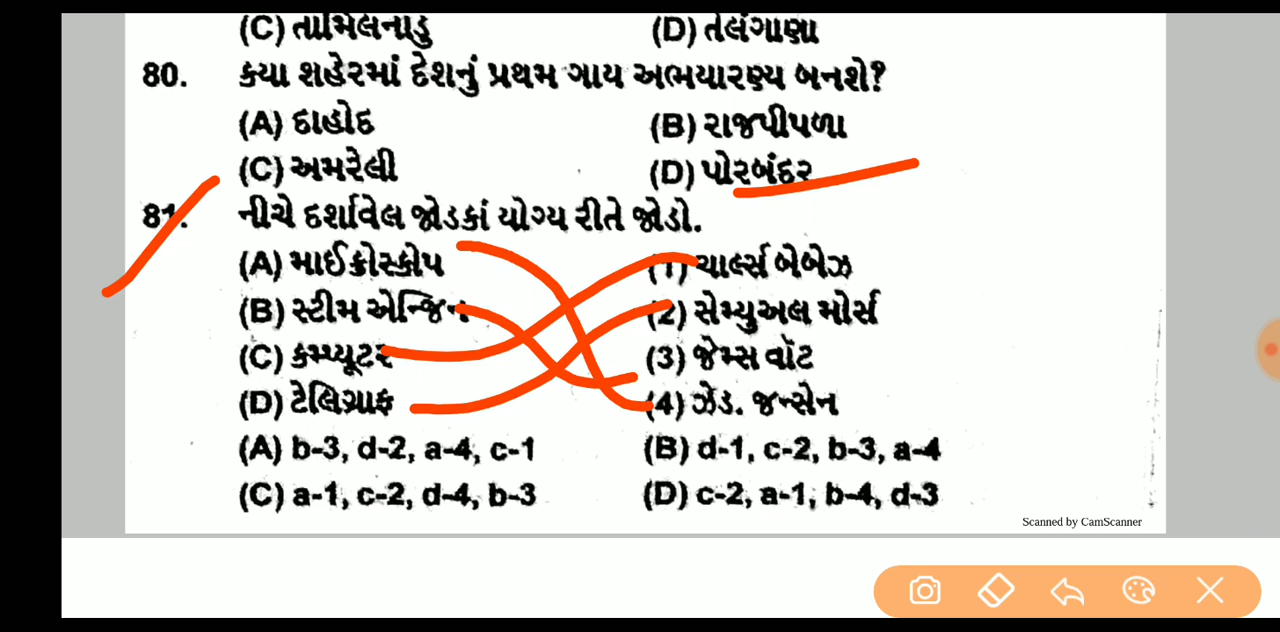 (C) તામિલનાડુ (D) તેલંગાણા
80. કયા શહેરમાં દેશનું પ્રથમ ગાય અભયારણ્ય બનશે?
(A) દાહોદ (B) રાજપીપળા
(C) અમરેલી (D) પોરબંદર
81. નીચે દર્શાવેલ જોડકાં યોગ્ય રીતે જોડો.
(A) માઈક્રોસ્કોપ (1) ચાર્લ્સ બેબેઝ
(B) સ્ટીમ એન્જિન (2) સેમ્યુઅલ મોર્સ
(C) કમ્પ્યૂટર (3) જેમ્સ વૉટ
(D) ટેલિગ્રાફ (4) ઝેડ. જન્સેન
(A) b-3, d-2, a-4, c-1 (B) d-1, c-2, b-3, a-4
(C) a-1, c-2, d-4, b-3 (D) c-2, a-1, b-4, d-3
Scanned by CamScanner